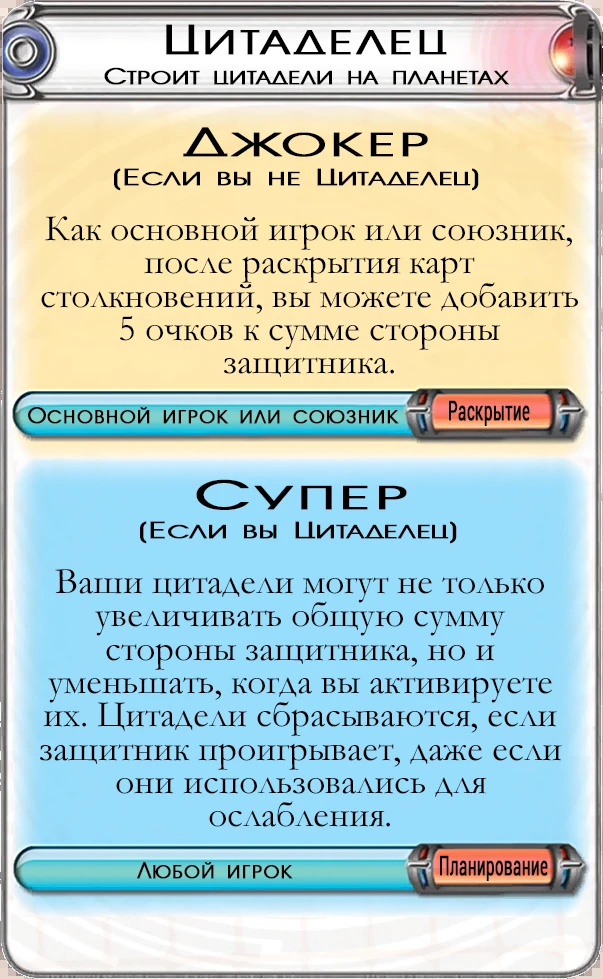 Цитаделец
Строит цитадели на планетах
Джокер
(Если вы не Цитаделец)
Как основной игрок или союзник,
после раскрытия карт
столкновений, вы можете добавить
5 очков к сумме стороны
защитника.
Основной игрок или союзник
Раскрытие
Супер
(Если вы Цитаделец)
Ваши цитадели могут не только
увеличивать общую сумму
стороны защитника, но и
уменьшать, когда вы активируете
их. Цитадели сбрасываются, если
защитник проигрывает, даже если
они использовались для
ослабления.
Любой игрок
Планирование